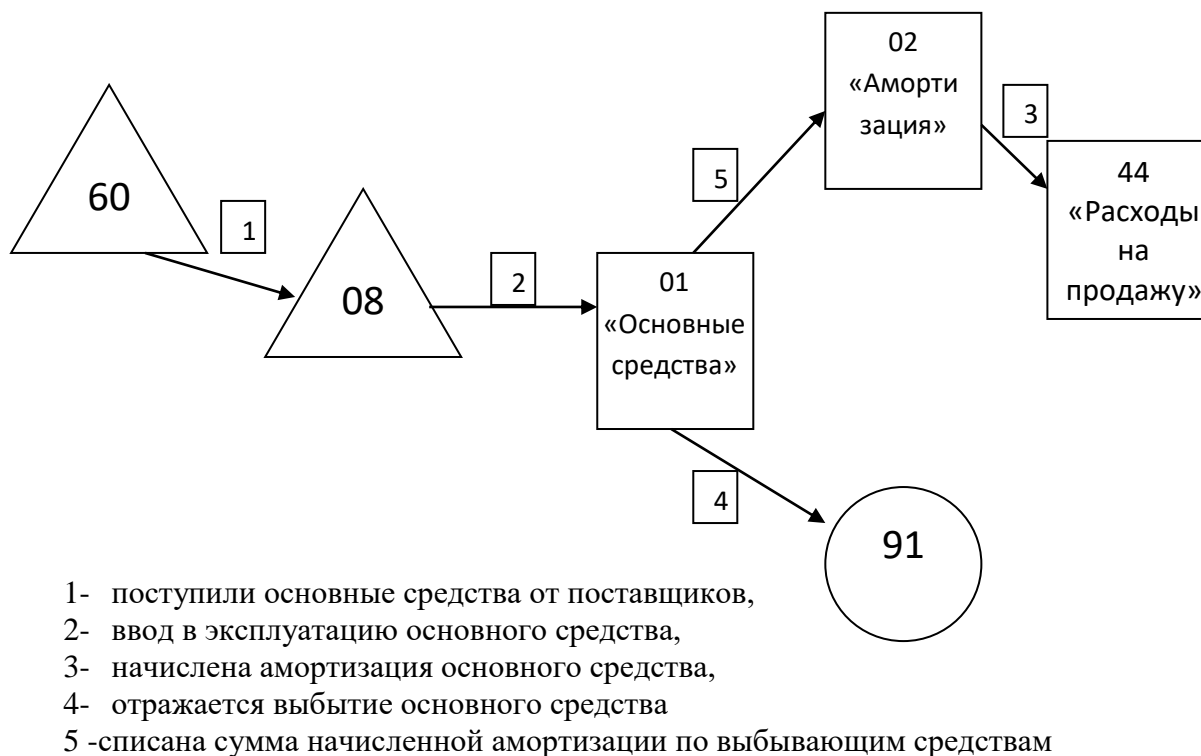 02
«Аморти
зация»
3
44
«Расходы
на
продажу»
5
60
1
08
2
01
«Основные
средства»
4
91
1- поступили основные средства от поставщиков,
2- ввод в эксплуатацию основного средства,
3- начислена амортизация основного средства,
4- отражается выбытие основного средства
5 -списана сумма начисленной амортизации по выбывающим средствам